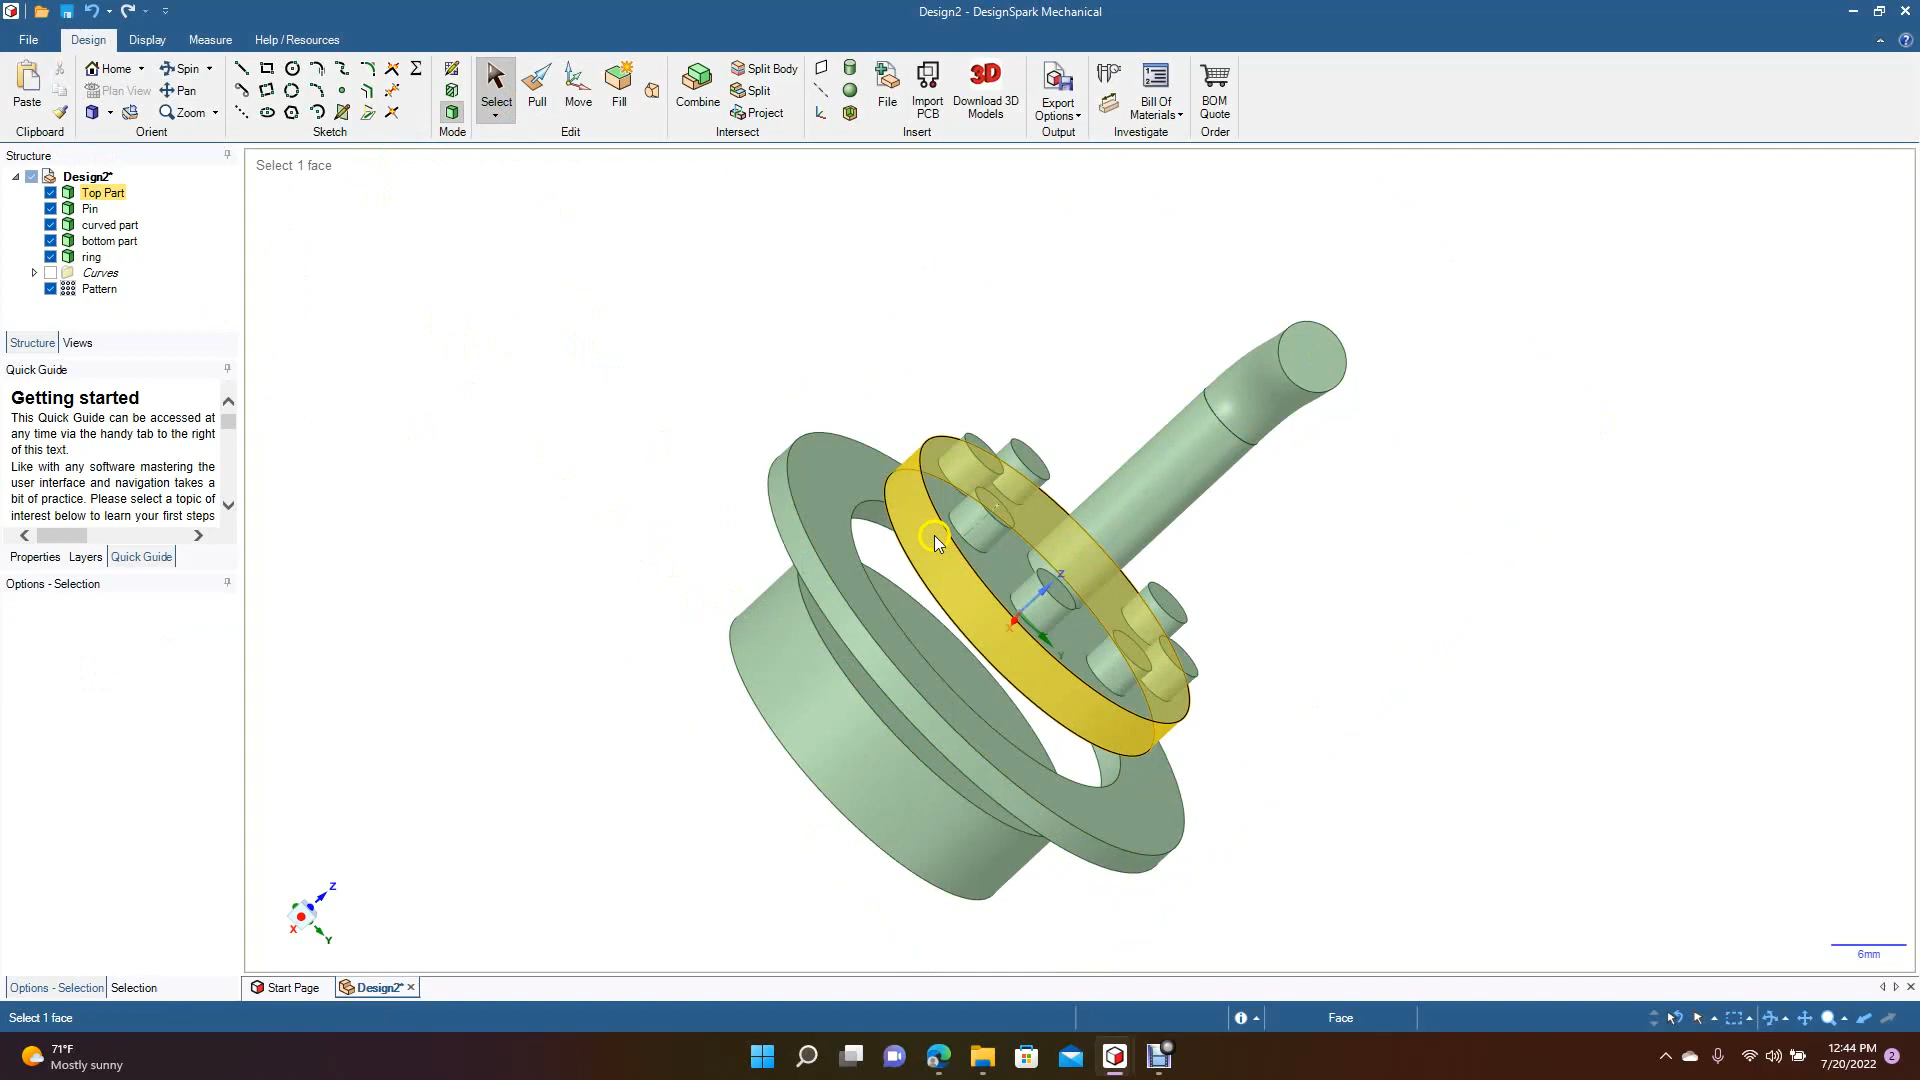 Design2 - DesignSpark Mechanical
File Design Display Measure Help / Resources
Paste
Clipboard
Home Spin
Plan View Pan
Zoom
Orient
Sketch
Mode
Select Pull Move Fill
Edit
Combine Split Body
Split
Project
Intersect
File Import PCB Download 3D Models
3D
Insert
Export Options
Output
Bill Of Materials
Investigate
BOM Quote
Order
Structure
Design2*
Top Part
Pin
curved part
bottom part
ring
Curves
Pattern
Structure Views
Quick Guide
Getting started
This Quick Guide can be accessed at
any time via the handy tab to the right
of this text.
Like with any software mastering the
user interface and navigation takes a
bit of practice. Please select a topic of
interest below to learn your first steps
Properties Layers Quick Guide
Options - Selection
Select 1 face
Z
X
Y
Z
X
Y
6mm
Options - Selection Selection
Start Page Design2*
Select 1 face
Face
71°F
Mostly sunny
12:44 PM
7/20/2022
2